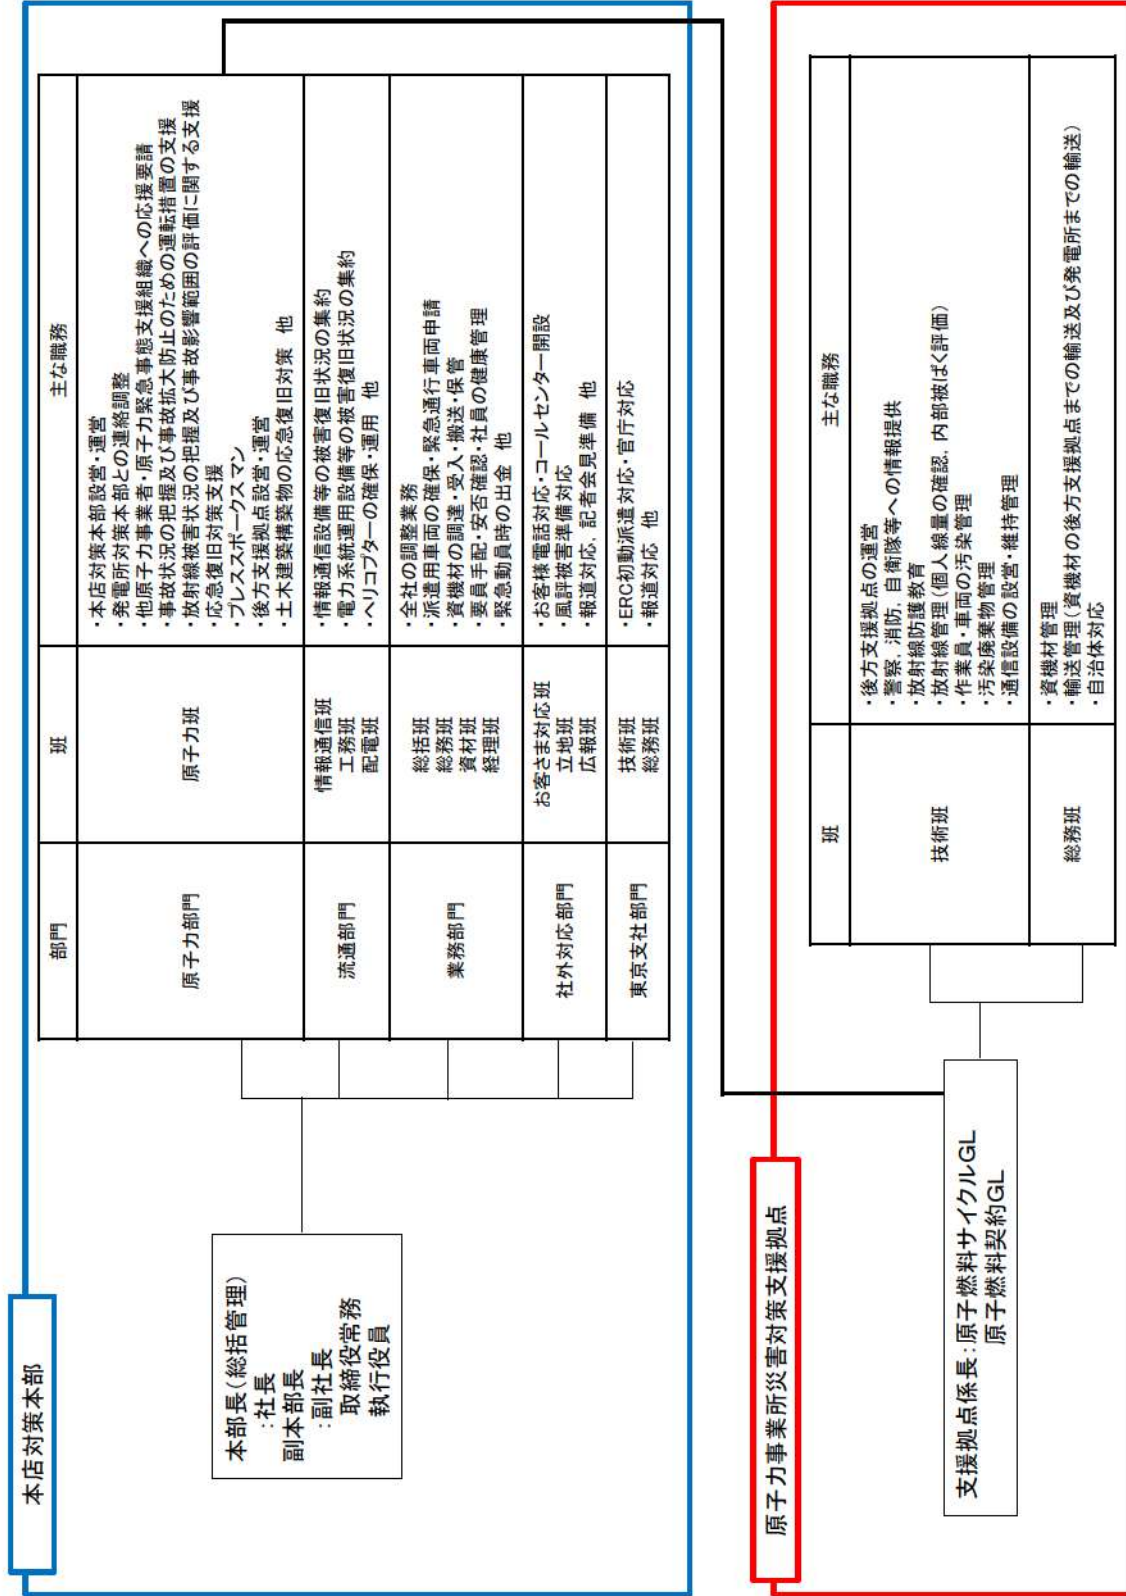 本店対策本部
本部長(総括管理)
:社長
副本部長
:副社長
取締役常務
執行役員
部門
班
主な職務
原子力部門
原子力班
・本店対策本部設営・運営
・発電所対策本部との連絡調整
・他原子力事業者・原子力緊急事態支援組織への応援要請
・事故状況の把握及び事故拡大防止のための運転措置の支援
・放射線被害状況の把握及び事故影響範囲の評価に関する支援
・応急復旧対策支援
・プレススポークスマン
・後方支援拠点設営・運営
・土木建築構築物の応急復旧対策 他
流通部門
情報通信班
工務班
配電班
・情報通信設備等の被害復旧状況の集約
・電力系統運用設備等の被害復旧状況の集約
・ヘリコプターの確保・運用 他
業務部門
総括班
総務班
資材班
経理班
・全社の調整業務
・派遣用車両の確保・緊急通行車両申請
・資機材の調達・受入・搬送・保管
・要員手配・安否確認・社員の健康管理
・緊急動員時の出金 他
社外対応部門
お客さま対応班
立地班
広報班
・お客様電話対応・コールセンター開設
・風評被害準備対応
・報道対応,記者会見準備 他
東京支社部門
技術班
総務班
・ERC初動派遣対応・官庁対応
・報道対応 他
原子力事業所災害対策支援拠点
支援拠点係長:原子燃料サイクルGL
原子燃料契約GL
班
主な職務
技術班
・後方支援拠点の運営
・警察,消防,自衛隊等への情報提供
・放射線防護教育
・放射線管理(個人線量の確認,内部被ばく評価)
・作業員・車両の汚染管理
・汚染廃棄物管理
・通信設備の設営・維持管理
総務班
・資機材管理
・輸送管理(資機材の後方支援拠点までの輸送及び発電所までの輸送)
・自治体対応